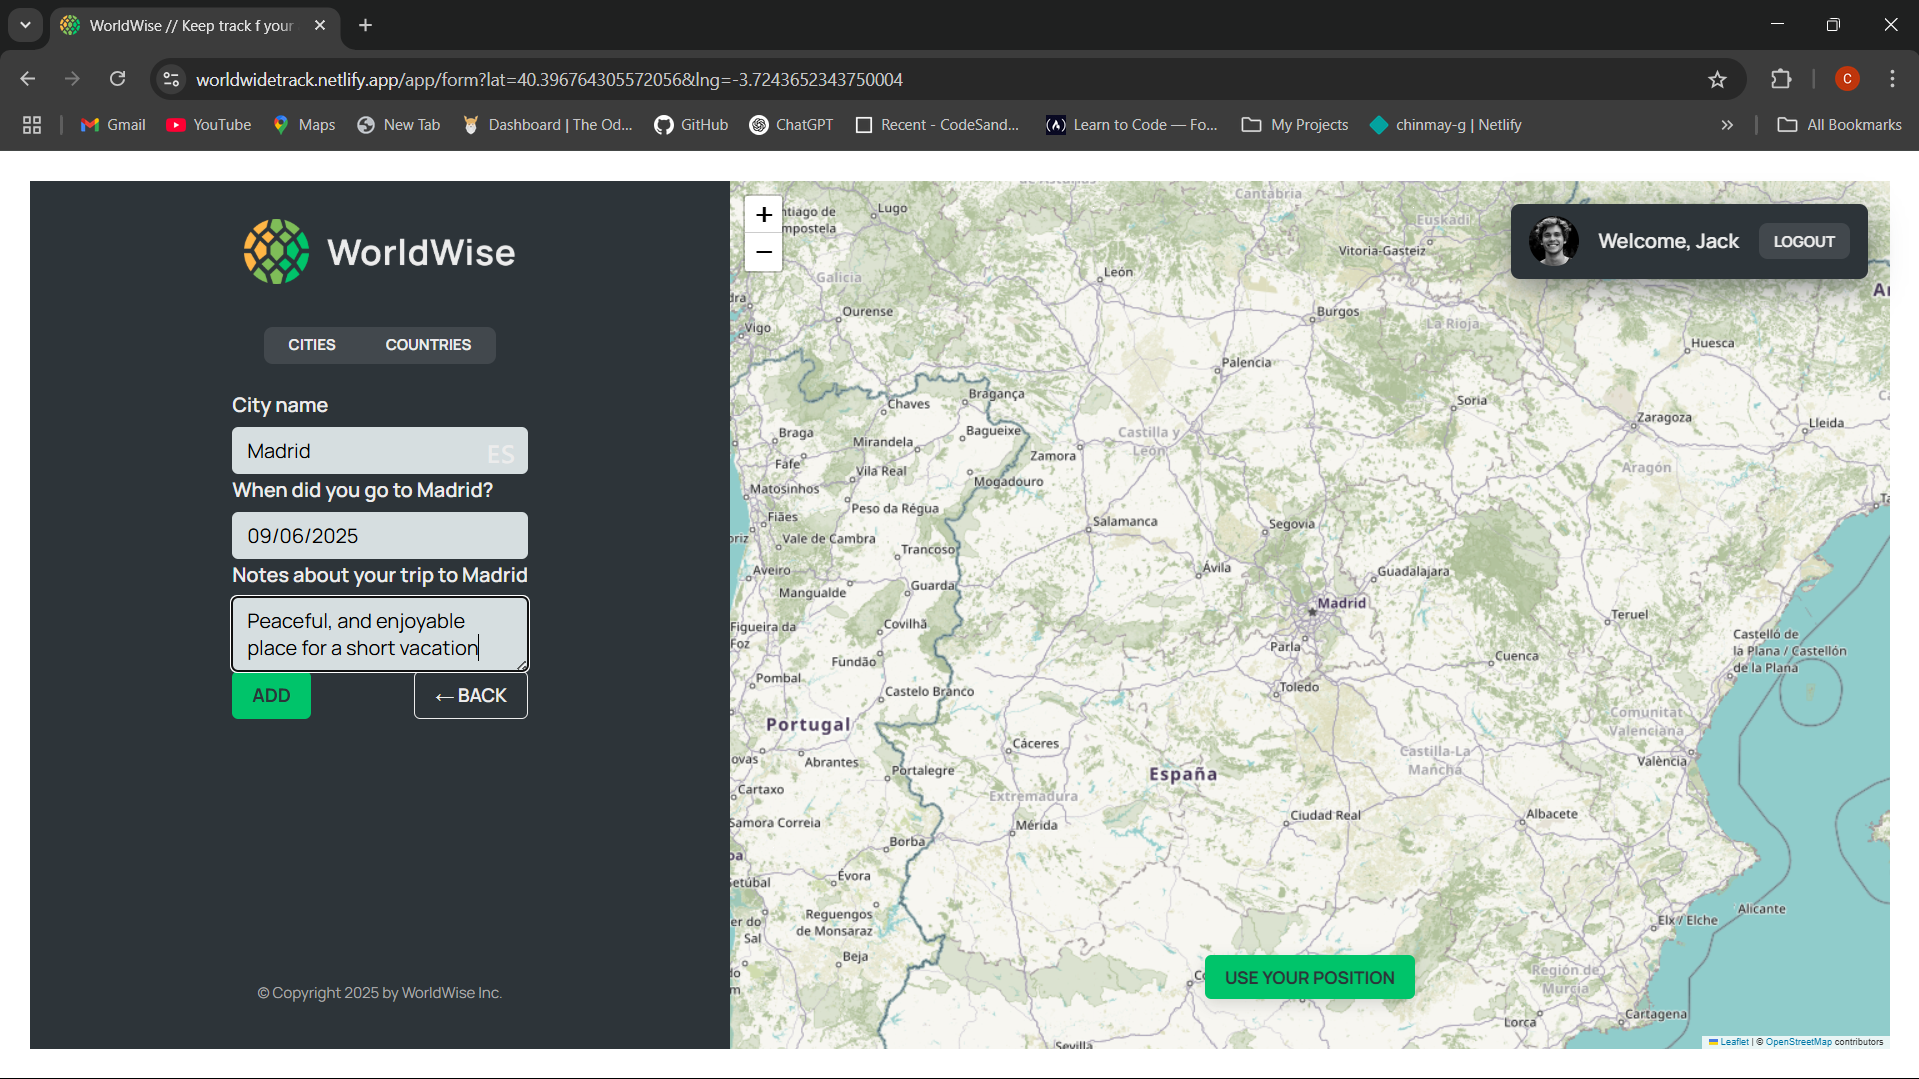 WorldWise // Keep track f your
worldwidetrack.netlify.app/app/form?lat=40.396764305572056&lng=-3.7243652343750004
C
Gmail
YouTube
Maps
New Tab
Dashboard | The Od...
GitHub
ChatGPT
Recent - CodeSand...
Learn to Code — Fo...
My Projects
chinmay-g | Netlify
All Bookmarks
WorldWise
CITIES
COUNTRIES
City name
Madrid
ES
When did you go to Madrid?
09/06/2025
Notes about your trip to Madrid
Peaceful, and enjoyable
place for a short vacation
ADD
← BACK
© Copyright 2025 by WorldWise Inc.
+
−
Welcome, Jack
LOGOUT
Cantabria
Lugo
ntiago de
mpostela
Euskadi
Vitoria-Gasteiz
León
Galicia
Ourense
Burgos
La Rioja
Vigo
Huesca
Palencia
Bragança
Chaves
Soria
Zaragoza
Lleida
Braga
Mirandela
Bagueixe
Castilla y
León
Zamora
Fafe
Vila Real
Aragón
Mogadouro
Matosinhos
Peso da Régua
Fiães
Salamanca
Segovia
Vale de Cambra
Trancoso
Aveiro
Ávila
Guadalajara
Mangualde
Guarda
Madrid
Teruel
Figueira da
Foz
Covilhã
Castelló de
la Plana / Castellón
de la Plana
Parla
Cuenca
Fundão
Pombal
Castelo Branco
Toledo
Portugal
Comunitat
Valenciana
Cáceres
Castilla-La
Mancha
ovas
Abrantes
Portalegre
España
València
Cartaxo
Extremadura
Samora Correia
Mérida
Ciudad Real
Albacete
Borba
Setúbal
Évora
Reguengos
de Monsaraz
Elx / Elche
Alicante
er do
Sal
Beja
Región de
Murcia
USE YOUR POSITION
Lorca
Cartagena
Sevilla
Leaflet | © OpenStreetMap contributors